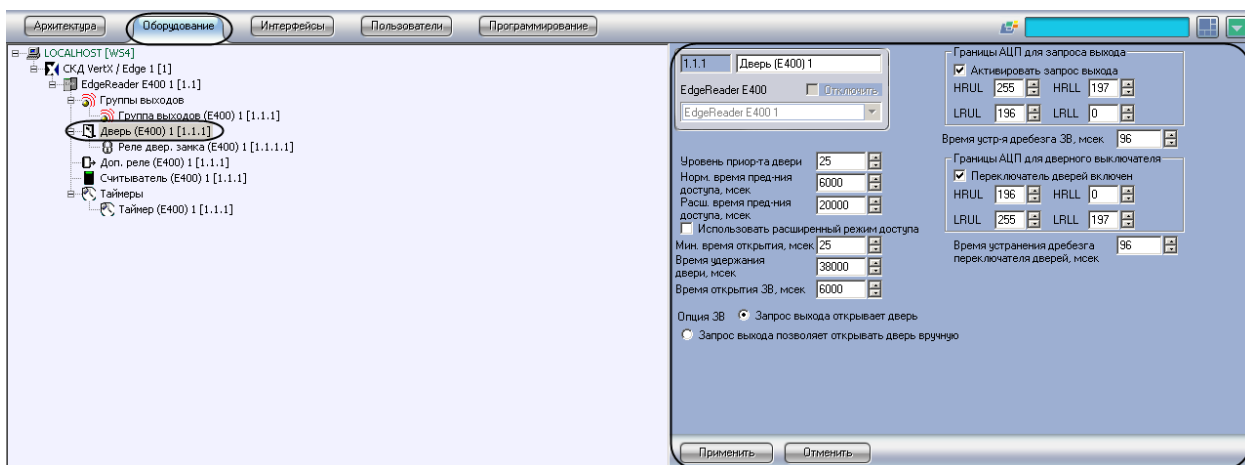 Архитектура Оборудование Интерфейсы Пользователи Программирование
LOCALHOST [WS4]
СКД VertX / Edge 1 [1]
EdgeReader E400 1 [1.1]
Группы выходов
Группа выходов (E400) 1 [1.1.1]
Дверь (E400) 1 [1.1.1]
Реле двер. замка (E400) 1 [1.1.1.1]
Доп. реле (E400) 1 [1.1.1]
Считыватель (E400) 1 [1.1.1]
Таймеры
Таймер (E400) 1 [1.1.1]
1.1.1 Дверь (E400) 1
EdgeReader E400 Отключить
EdgeReader E400 1
Уровень приор-та двери 25
Норм. время пред-ния
доступа, мсек 6000
Расш. время пред-ния
доступа, мсек 20000
Использовать расширенный режим доступа
Мин. время открытия, мсек 25
Время удержания
двери, мсек 38000
Время открытия ЗВ, мсек 6000
Опция ЗВ Запрос выхода открывает дверь
Запрос выхода позволяет открывать дверь вручную
Границы АЦП для запроса выхода
Активировать запрос выхода
HRUL 255 HRLL 197
LRUL 196 LRLL 0
Время устр-я дребезга ЗВ, мсек 96
Границы АЦП для дверного выключателя
Переключатель дверей включен
HRUL 196 HRLL 0
LRUL 255 LRLL 197
Время устранения дребезга 96
переключателя дверей, мсек
Применить Отменить